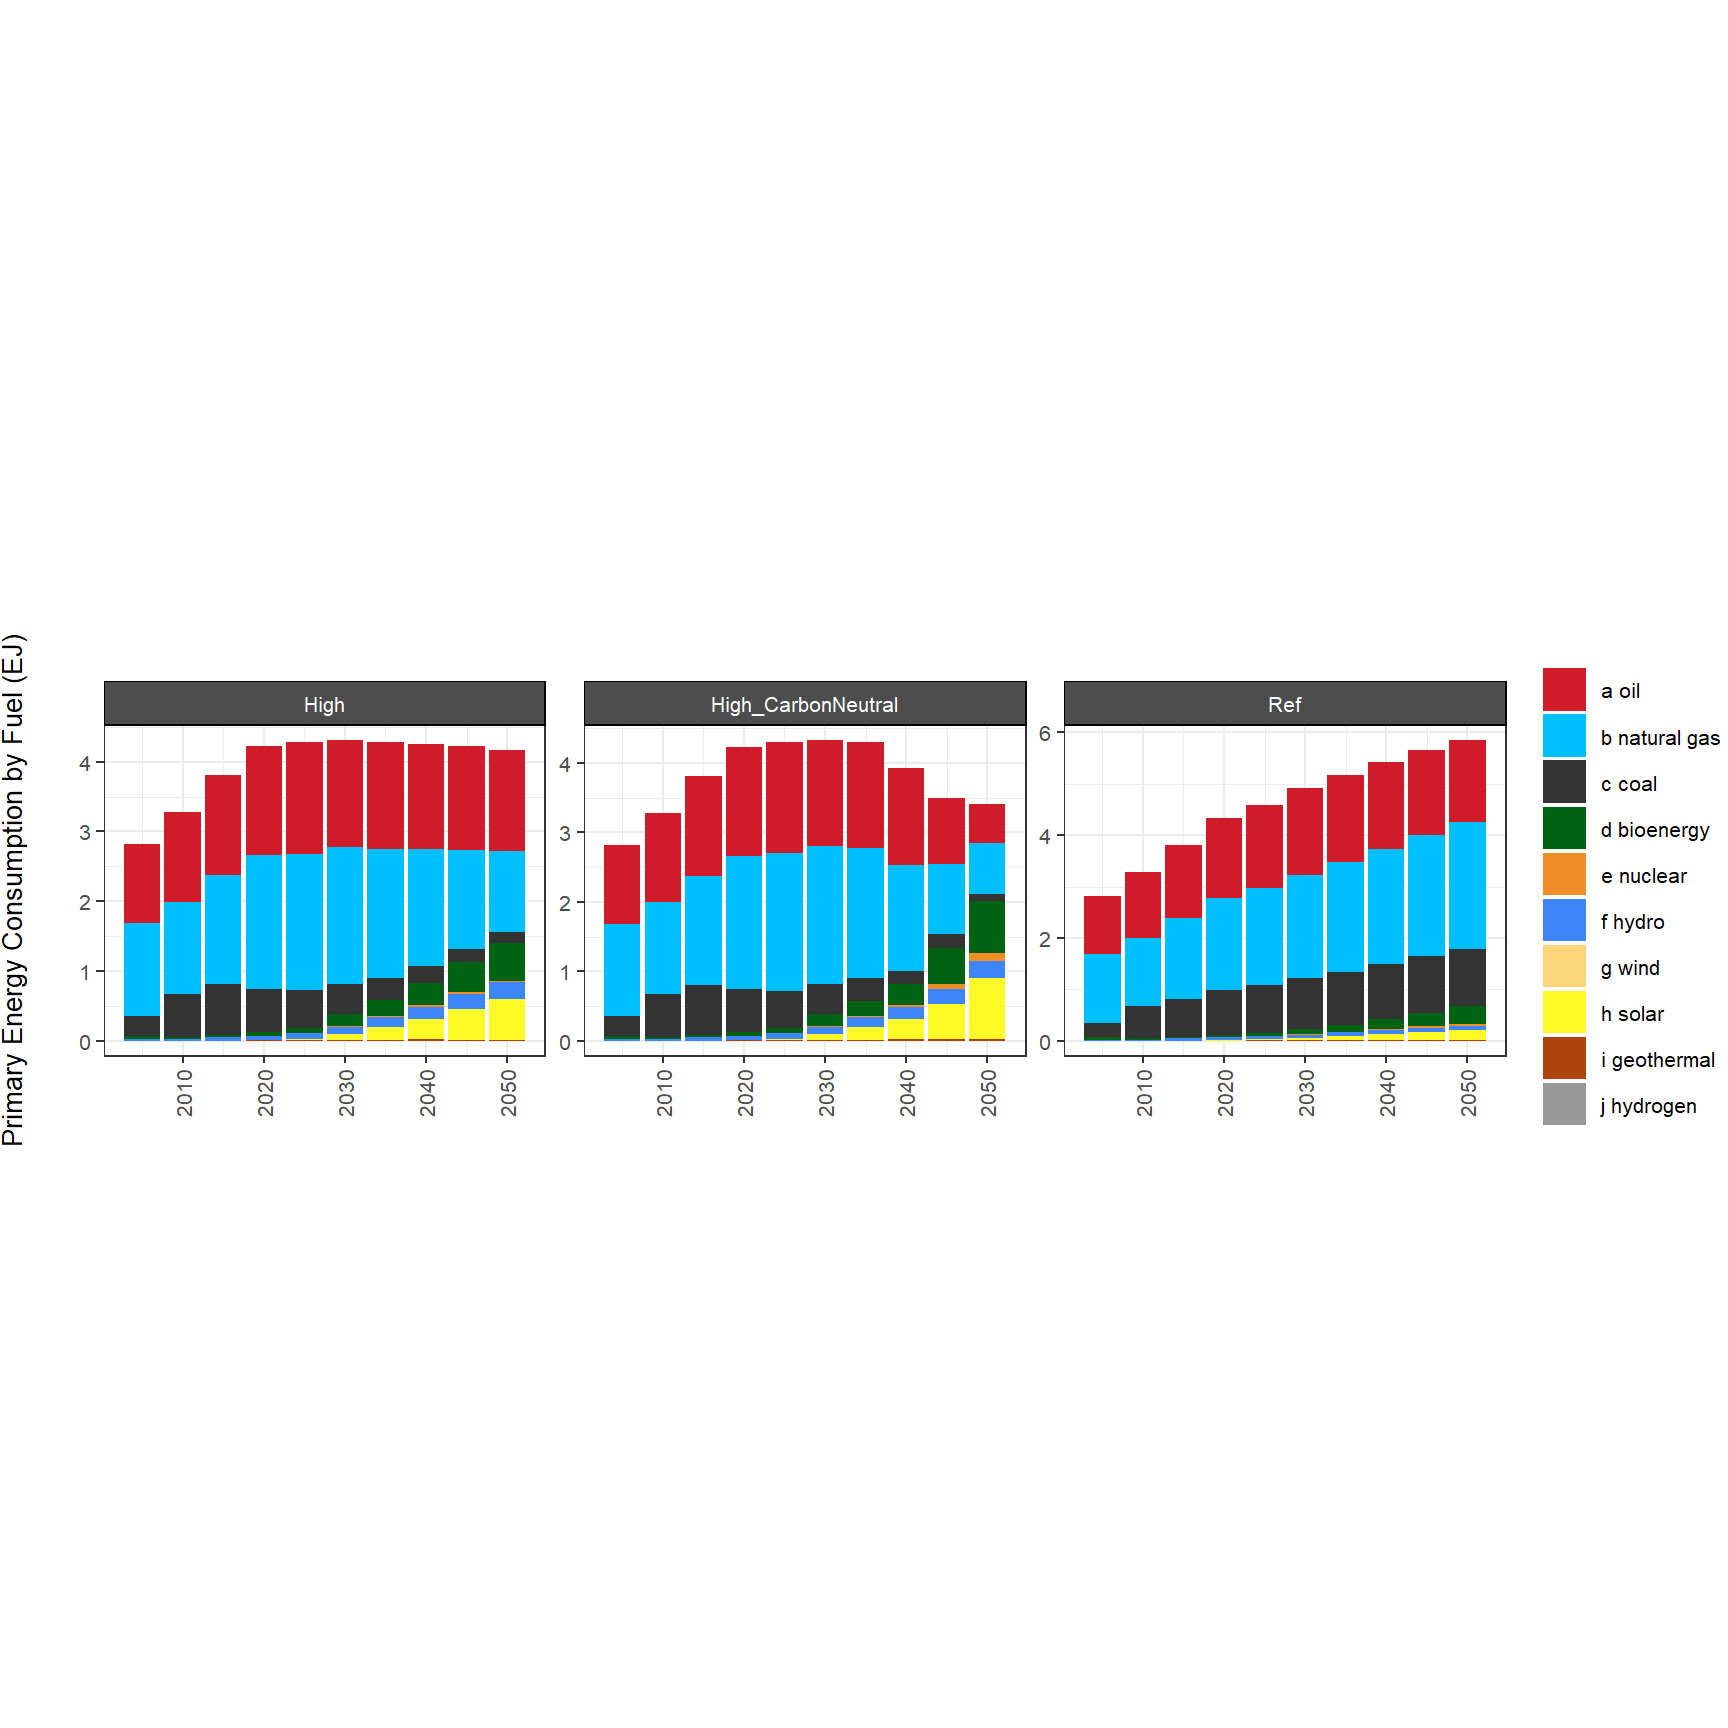 Primary Energy Consumption by Fuel (EJ)
High
High_CarbonNeutral
Ref
4
3
2
1
0
2010
2020
2030
2040
2050
4
3
2
1
0
2010
2020
2030
2040
2050
6
4
2
0
2010
2020
2030
2040
2050
a oil
b natural gas
c coal
d bioenergy
e nuclear
f hydro
g wind
h solar
i geothermal
j hydrogen